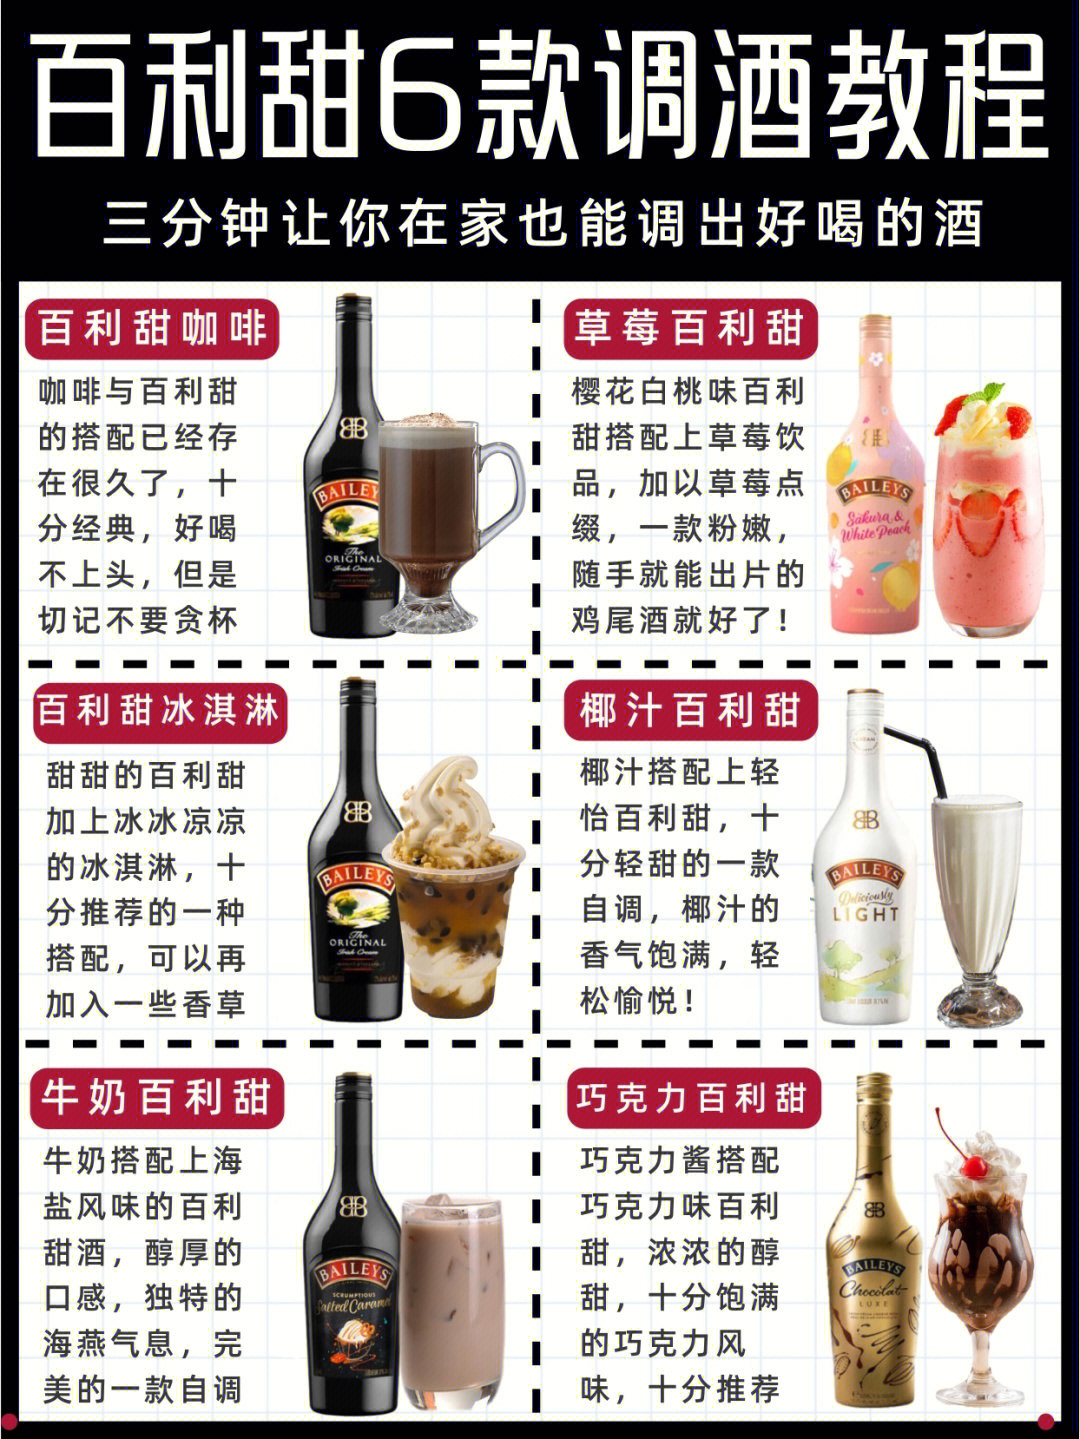 百利甜6款调酒教程
三分钟让你在家也能调出好喝的酒
百利甜咖啡
咖啡与百利甜
的搭配已经存
在很久了，十
分经典，好喝
不上头，但是
切记不要贪杯
BAILEYS
The
ORIGINAL
Irish Cream
草莓百利甜
樱花白桃味百利
甜搭配上草莓饮
品，加以草莓点
缀，一款粉嫩，
随手就能出片的
鸡尾酒就好了！
BAILEYS
Sakura &
White Peach
百利甜冰淇淋
甜甜的百利甜
加上冰冰凉凉
的冰淇淋，十
分推荐的一种
搭配，可以再
加入一些香草
BAILEYS
The
ORIGINAL
Irish Cream
椰汁百利甜
椰汁搭配上轻
怡百利甜，十
分轻甜的一款
自调，椰汁的
香气饱满，轻
松愉悦！
BAILEYS
Deliciously
LIGHT
牛奶百利甜
牛奶搭配上海
盐风味的百利
甜酒，醇厚的
口感，独特的
海燕气息，完
美的一款自调
BAILEYS
SCRUMPTIOUS
Salted Caramel
巧克力百利甜
巧克力酱搭配
巧克力味百利
甜，浓浓的醇
甜，十分饱满
的巧克力风
味，十分推荐
BAILEYS
Chocolat
LUXE